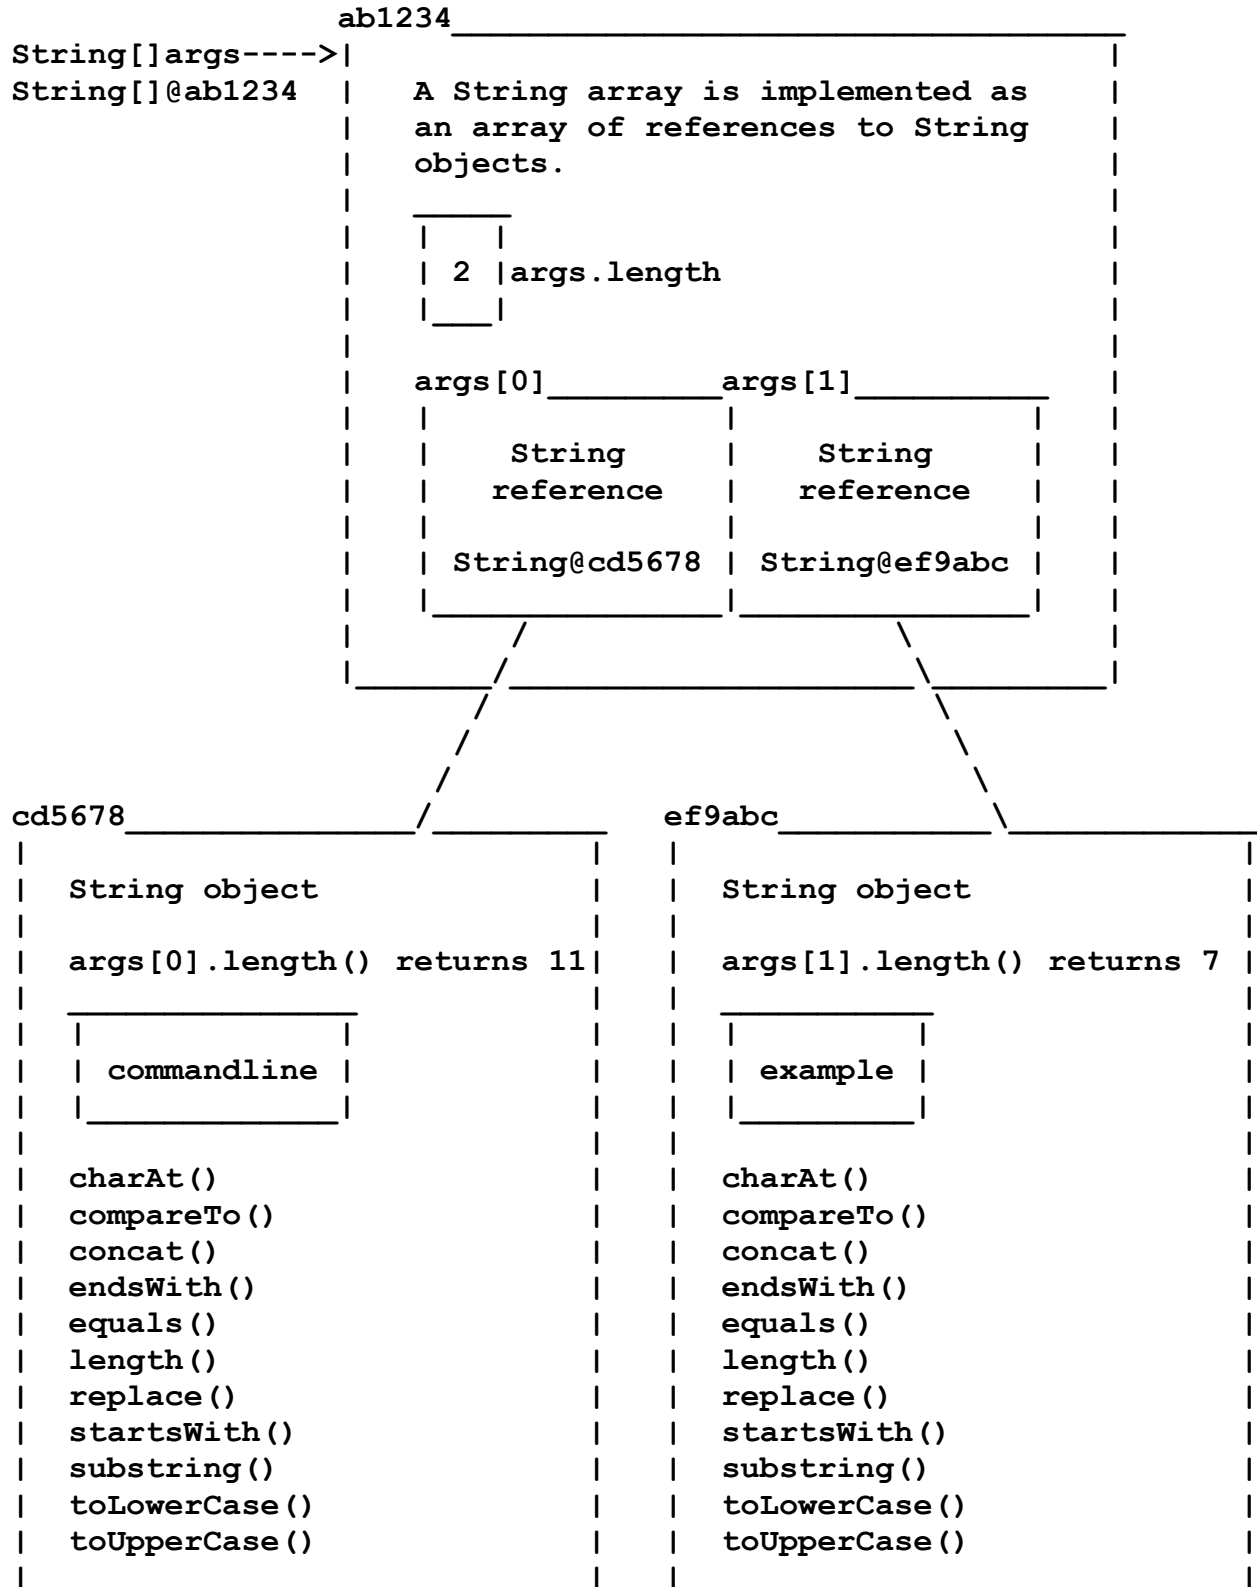 ab1234
String[]args---->
String[]@ab1234 A String array is implemented as
an array of references to String
objects.
2 args.length
args[0] args[1]
String String
reference reference
String@cd5678 String@ef9abc
cd5678 ef9abc
String object String object
args[0].length() returns 11 args[1].length() returns 7
commandline example
charAt() charAt()
compareTo() compareTo()
concat() concat()
endsWith() endsWith()
equals() equals()
length() length()
replace() replace()
startsWith() startsWith()
substring() substring()
toLowerCase() toLowerCase()
toUpperCase() toUpperCase()